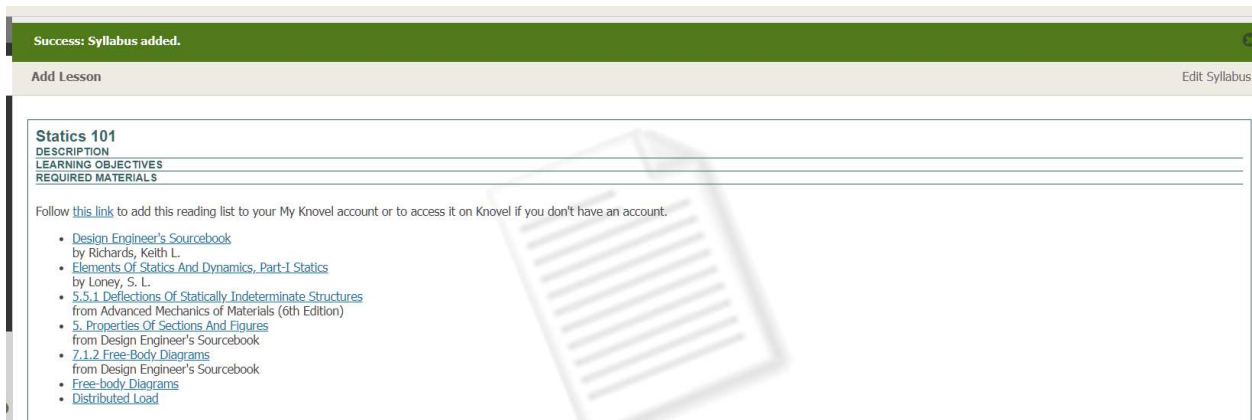 Success: Syllabus added.
Add Lesson
Edit Syllabus
Statics 101
DESCRIPTION
LEARNING OBJECTIVES
REQUIRED MATERIALS
Follow this link to add this reading list to your My Knovel account or to access it on Knovel if you don't have an account.
• Design Engineer's Sourcebook
by Richards, Keith L.
• Elements Of Statics And Dynamics, Part-I Statics
by Loney, S. L.
• 5.5.1 Deflections Of Statically Indeterminate Structures
from Advanced Mechanics of Materials (6th Edition)
• 5. Properties Of Sections And Figures
from Design Engineer's Sourcebook
• 7.1.2 Free-Body Diagrams
from Design Engineer's Sourcebook
• Free-body Diagrams
• Distributed Load